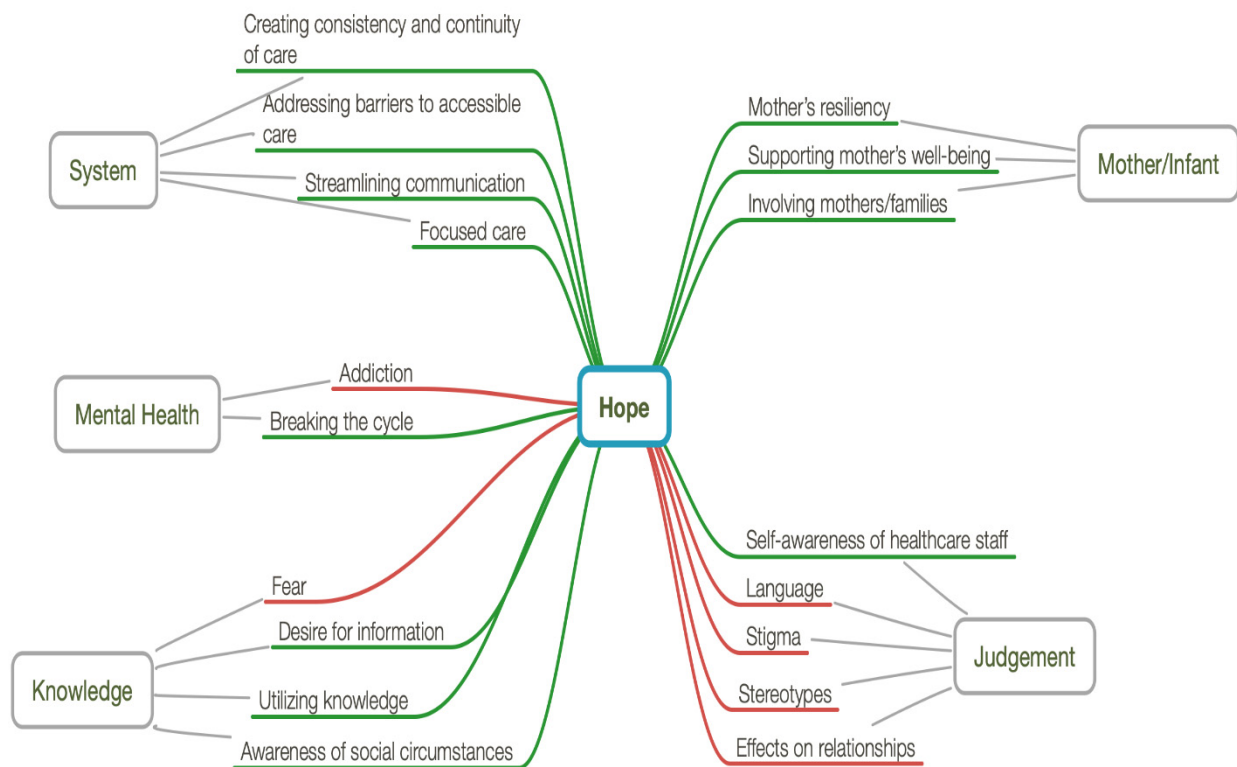 Creating consistency and continuity
of care
Addressing barriers to accessible
care
System
Streamlining communication
Focused care
Mother’s resiliency
Supporting mother’s well-being
Mother/Infant
Involving mothers/families
Addiction
Mental Health
Breaking the cycle
Hope
Fear
Desire for information
Knowledge
Utilizing knowledge
Awareness of social circumstances
Self-awareness of healthcare staff
Language
Stigma
Judgement
Stereotypes
Effects on relationships